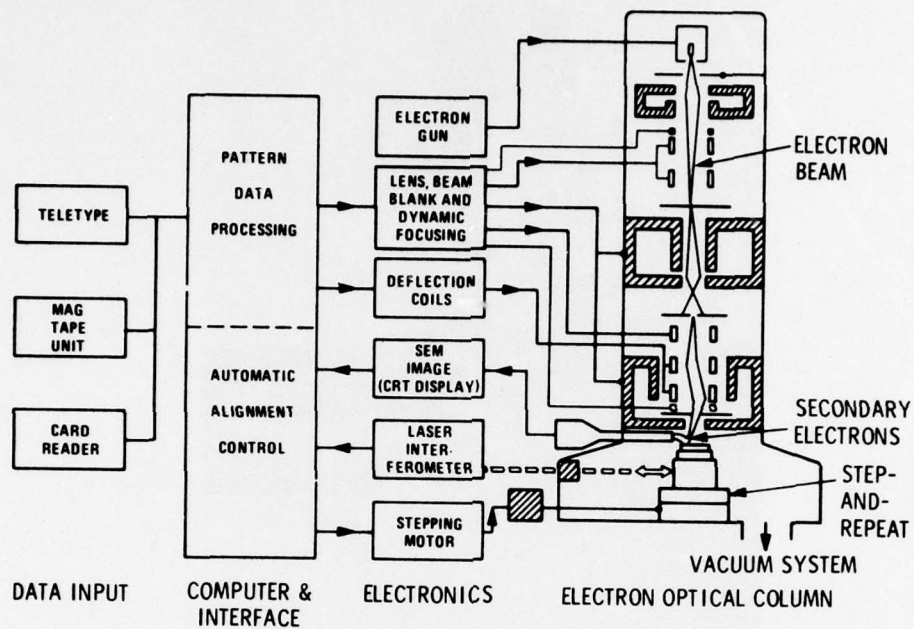 TELETYPE
MAG
TAPE
UNIT
CARD
READER
DATA INPUT
PATTERN
DATA
PROCESSING
AUTOMATIC
ALIGNMENT
CONTROL
COMPUTER &
INTERFACE
ELECTRON
GUN
LENS, BEAM
BLANK AND
DYNAMIC
FOCUSING
DEFLECTION
COILS
SEM
IMAGE
(CRT DISPLAY)
LASER INT-
ERFEROMETER
STEPPING
MOTOR
ELECTRONICS
ELECTRON
BEAM
SECONDARY
ELECTRONS
STEP-
AND-
REPEAT
VACUUM SYSTEM
ELECTRON OPTICAL COLUMN